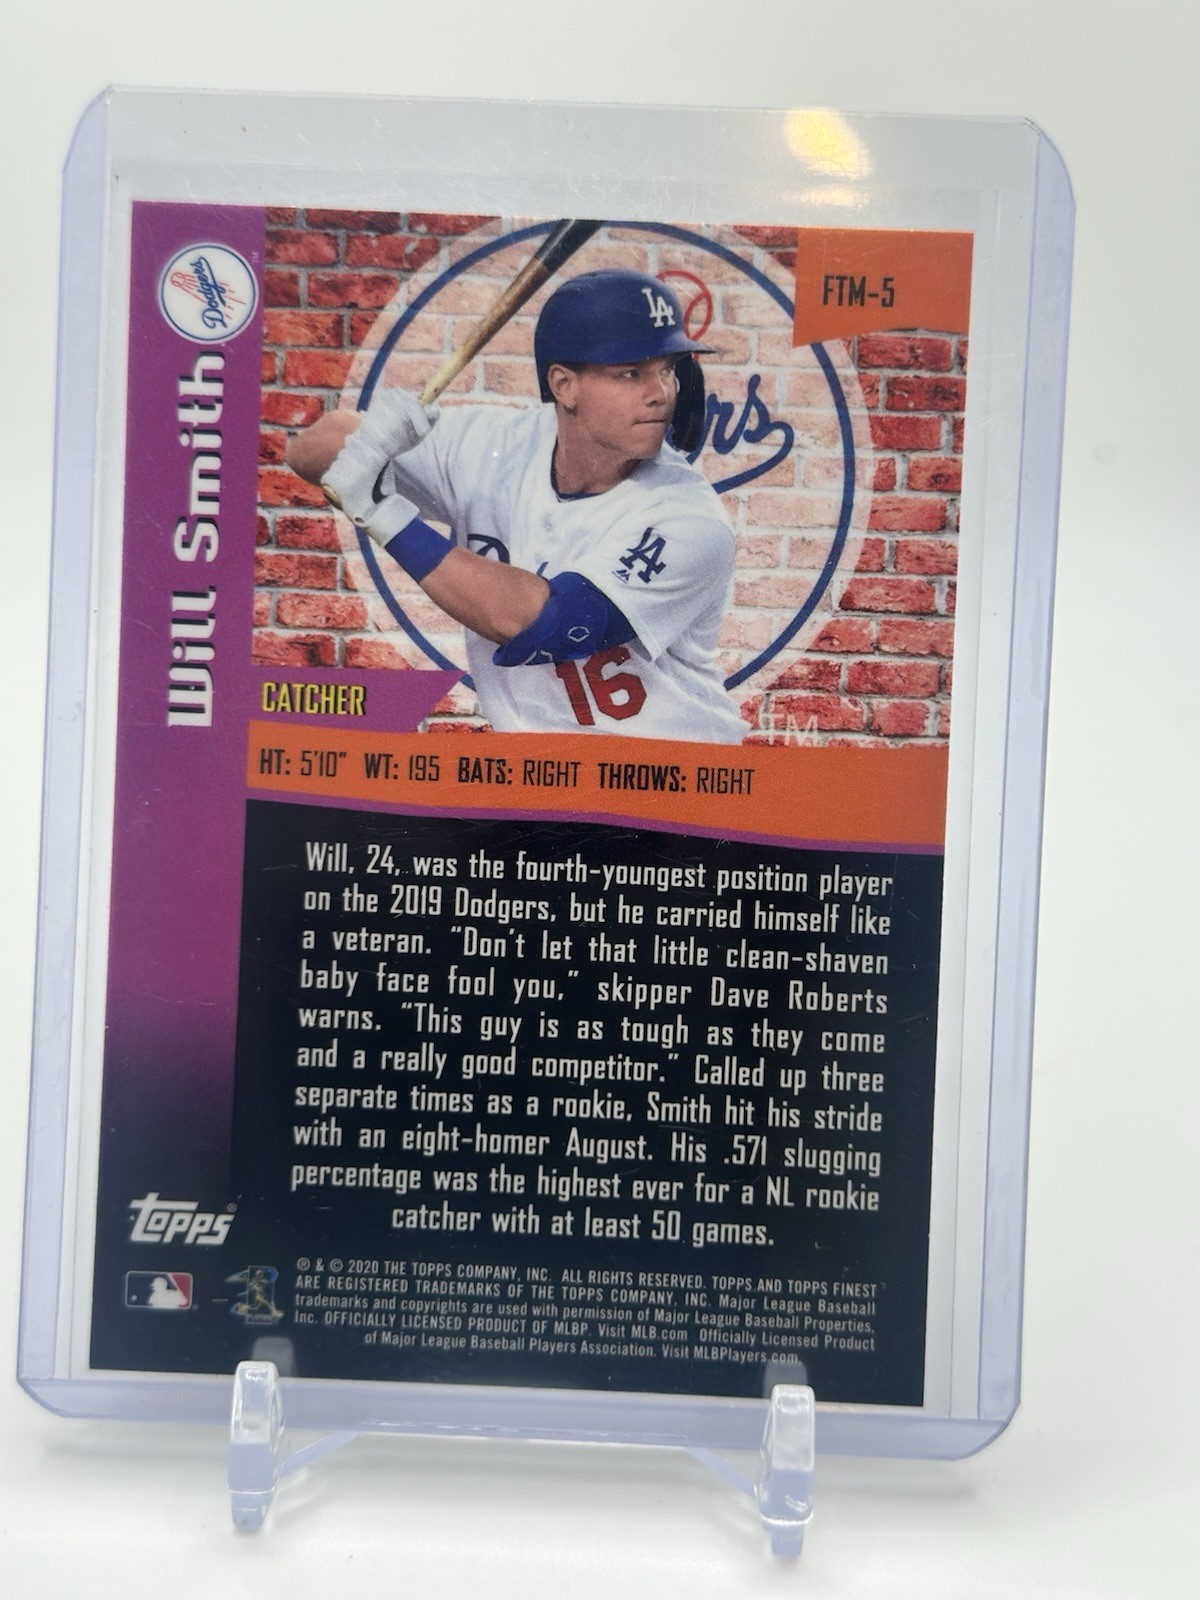 Dodgers
Will Smith
FTM-5
LA
rs
LA
16
TM
CATCHER
HT: 5'10" WT: 195 BATS: RIGHT THROWS: RIGHT
Will, 24, was the fourth-youngest position player
on the 2019 Dodgers, but he carried himself like
a veteran. "Don't let that little clean-shaven
baby face fool you," skipper Dave Roberts
warns. "This guy is as tough as they come
and a really good competitor." Called up three
separate times as a rookie, Smith hit his stride
with an eight-homer August. His .571 slugging
percentage was the highest ever for a NL rookie
catcher with at least 50 games.
topps®
® & © 2020 THE TOPPS COMPANY, INC. ALL RIGHTS RESERVED. TOPPS AND TOPPS FINEST
ARE REGISTERED TRADEMARKS OF THE TOPPS COMPANY, INC. Major League Baseball
trademarks and copyrights are used with permission of Major League Baseball Properties,
Inc. OFFICIALLY LICENSED PRODUCT OF MLBP. Visit MLB.com Officially Licensed Product
of Major League Baseball Players Association. Visit MLBPlayers.com